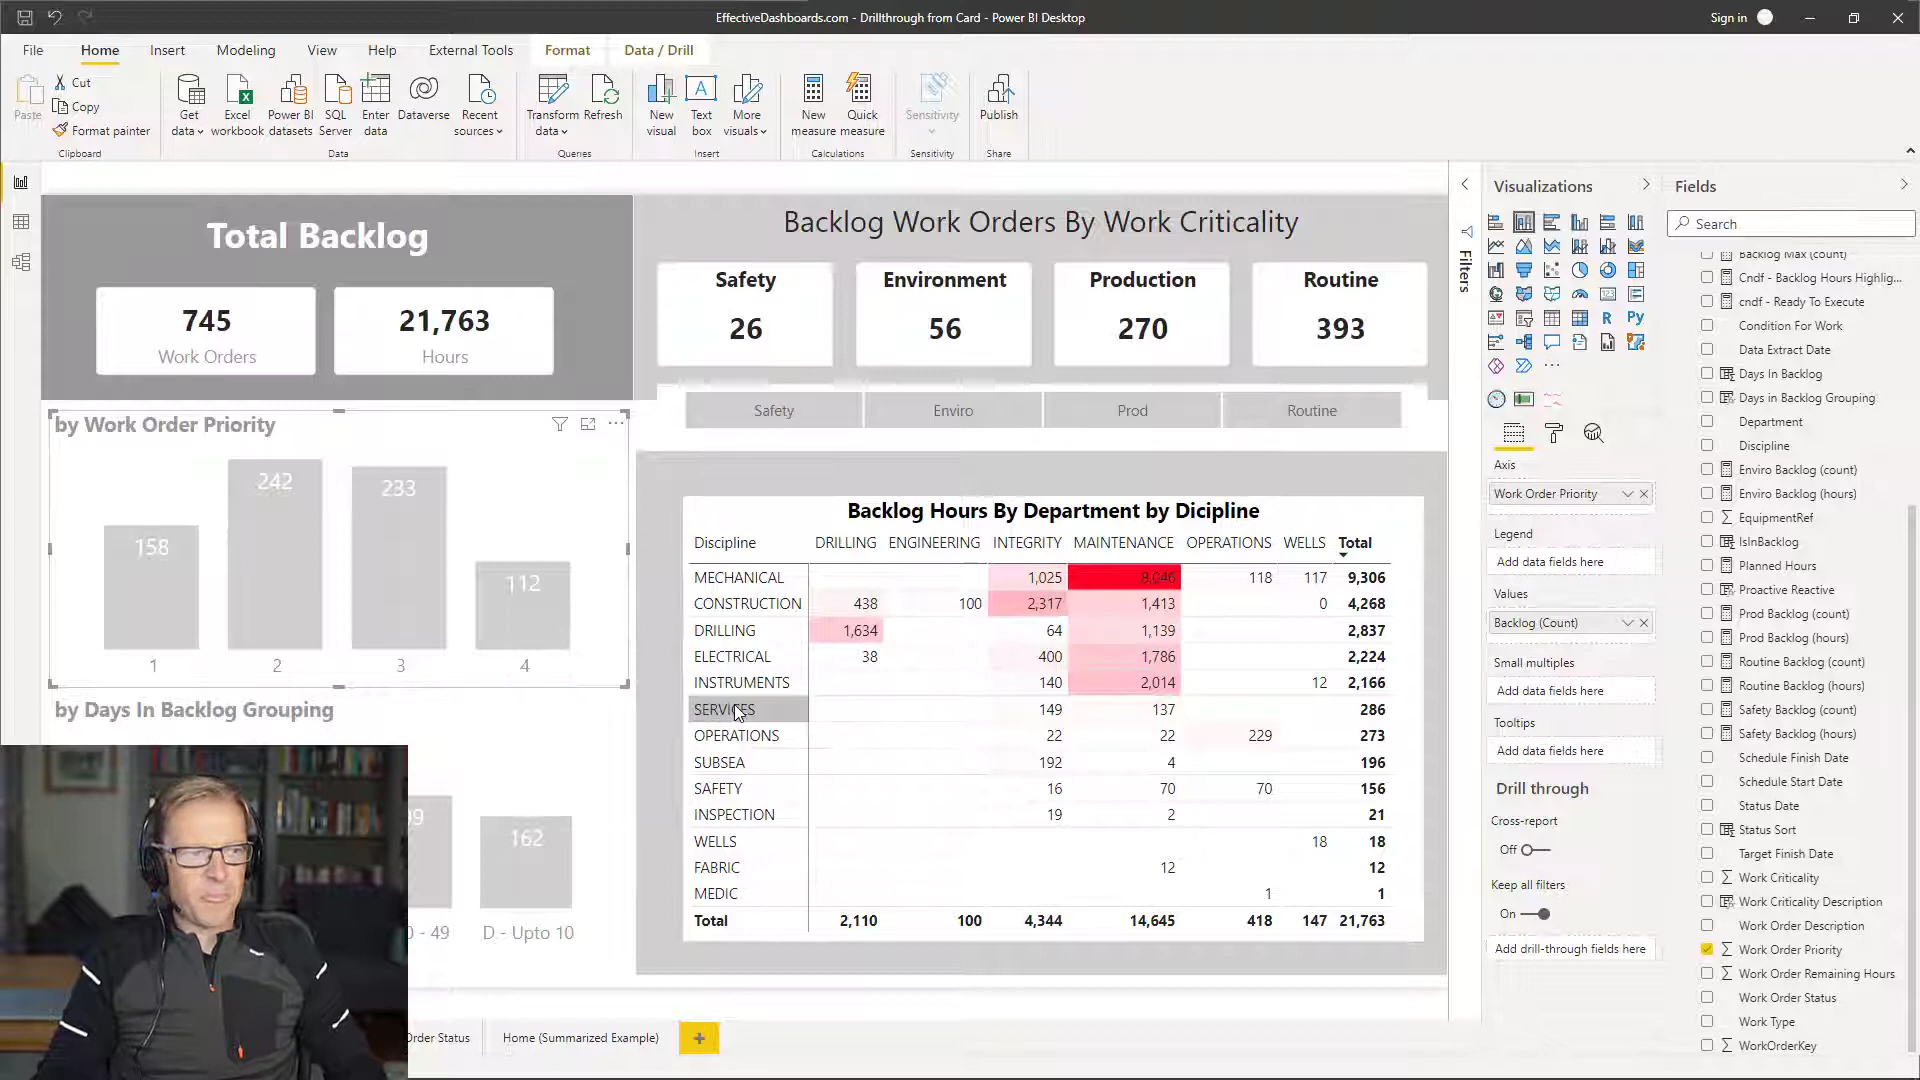 EffectiveDashboards.com - Drillthrough from Card - Power BI Desktop
Sign in
File
Home
Insert
Modeling
View
Help
External Tools
Format
Data / Drill
Paste
Cut
Copy
Format painter
Clipboard
Get data
Excel workbook
Power BI datasets
SQL Server
Enter data
Dataverse
Recent sources
Data
Transform data
Refresh
Queries
New visual
Text box
More visuals
Insert
New measure
Quick measure
Calculations
Sensitivity
Sensitivity
Publish
Share
Total Backlog
745
Work Orders
21,763
Hours
Backlog Work Orders By Work Criticality
Safety
26
Environment
56
Production
270
Routine
393
Safety
Enviro
Prod
Routine
by Work Order Priority
158
242
233
112
1
2
3
4
by Days In Backlog Grouping
162
- 49
D - Upto 10
Backlog Hours By Department by Dicipline
Discipline DRILLING ENGINEERING INTEGRITY MAINTENANCE OPERATIONS WELLS Total
MECHANICAL 1,025 8,046 118 117 9,306
CONSTRUCTION 438 100 2,317 1,413 0 4,268
DRILLING 1,634 64 1,139 2,837
ELECTRICAL 38 400 1,786 2,224
INSTRUMENTS 140 2,014 12 2,166
SERVICES 149 137 286
OPERATIONS 22 22 229 273
SUBSEA 192 4 196
SAFETY 16 70 70 156
INSPECTION 19 2 21
WELLS 18 18
FABRIC 12 12
MEDIC 1 1
Total 2,110 100 4,344 14,645 418 147 21,763
Order Status
Home (Summarized Example)
Filters
Visualizations
R
Py
Axis
Work Order Priority
Legend
Add data fields here
Values
Backlog (Count)
Small multiples
Add data fields here
Tooltips
Add data fields here
Drill through
Cross-report
Off
Keep all filters
On
Add drill-through fields here
Fields
Search
Backlog Max (count)
Cndf - Backlog Hours Highlig...
cndf - Ready To Execute
Condition For Work
Data Extract Date
Days In Backlog
Days in Backlog Grouping
Department
Discipline
Enviro Backlog (count)
Enviro Backlog (hours)
EquipmentRef
IsInBacklog
Planned Hours
Proactive Reactive
Prod Backlog (count)
Prod Backlog (hours)
Routine Backlog (count)
Routine Backlog (hours)
Safety Backlog (count)
Safety Backlog (hours)
Schedule Finish Date
Schedule Start Date
Status Date
Status Sort
Target Finish Date
Work Criticality
Work Criticality Description
Work Order Description
Work Order Priority
Work Order Remaining Hours
Work Order Status
Work Type
WorkOrderKey